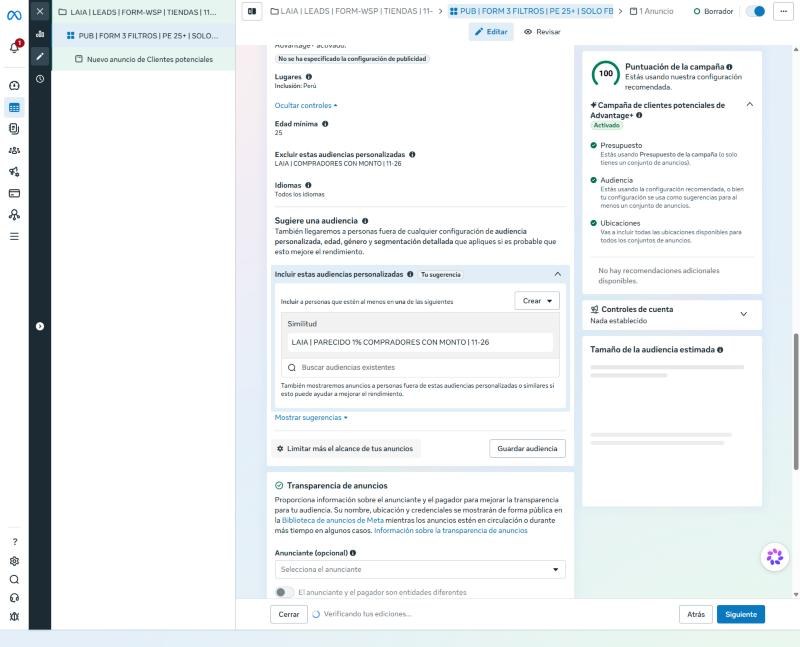 LAIA | LEADS | FORM-WSP | TIENDAS | 11...
PUB | FORM 3 FILTROS | PE 25+ | SOLO...
Nuevo anuncio de Clientes potenciales
1
LAIA | LEADS | FORM-WSP | TIENDAS | 11-
PUB | FORM 3 FILTROS | PE 25+ | SOLO FB
1 Anuncio
Borrador
Editar
Revisar
Advantage+ activado.
No se ha especificado la configuración de publicidad
Lugares
Inclusión: Perú
Ocultar controles
Edad mínima
25
Excluir estas audiencias personalizadas
LAIA | COMPRADORES CON MONTO | 11-26
Idiomas
Todos los idiomas
Sugiere una audiencia
También llegaremos a personas fuera de cualquier configuración de audiencia
personalizada, edad, género y segmentación detallada que apliques si es probable que
esto mejore el rendimiento.
Incluir estas audiencias personalizadas
Tu sugerencia
Incluir a personas que estén al menos en una de las siguientes
Crear
Similitud
LAIA | PARECIDO 1% COMPRADORES CON MONTO | 11-26
Buscar audiencias existentes
También mostraremos anuncios a personas fuera de estas audiencias personalizadas o similares si
esto puede ayudar a mejorar el rendimiento.
Mostrar sugerencias
Limitar más el alcance de tus anuncios
Guardar audiencia
Transparencia de anuncios
Proporciona información sobre el anunciante y el pagador para mejorar la transparencia
para tu audiencia. Su nombre, ubicación y credenciales se mostrarán de forma pública en
la Biblioteca de anuncios de Meta mientras los anuncios estén en circulación o durante
más tiempo en algunos casos. Información sobre la transparencia de anuncios
Anunciante (opcional)
Selecciona el anunciante
El anunciante y el pagador son entidades diferentes
Cerrar
Verificando tus ediciones...
Atrás
Siguiente
100
Puntuación de la campaña
Estás usando nuestra configuración
recomendada.
Campaña de clientes potenciales de
Advantage+
Activado
Presupuesto
Estás usando Presupuesto de la campaña (o solo
tienes un conjunto de anuncios).
Audiencia
Estás usando la configuración recomendada, o bien
tu configuración se usa como sugerencias para al
menos un conjunto de anuncios.
Ubicaciones
Vas a incluir todas las ubicaciones disponibles para
todos los conjuntos de anuncios.
No hay recomendaciones adicionales
disponibles.
Controles de cuenta
Nada establecido
Tamaño de la audiencia estimada